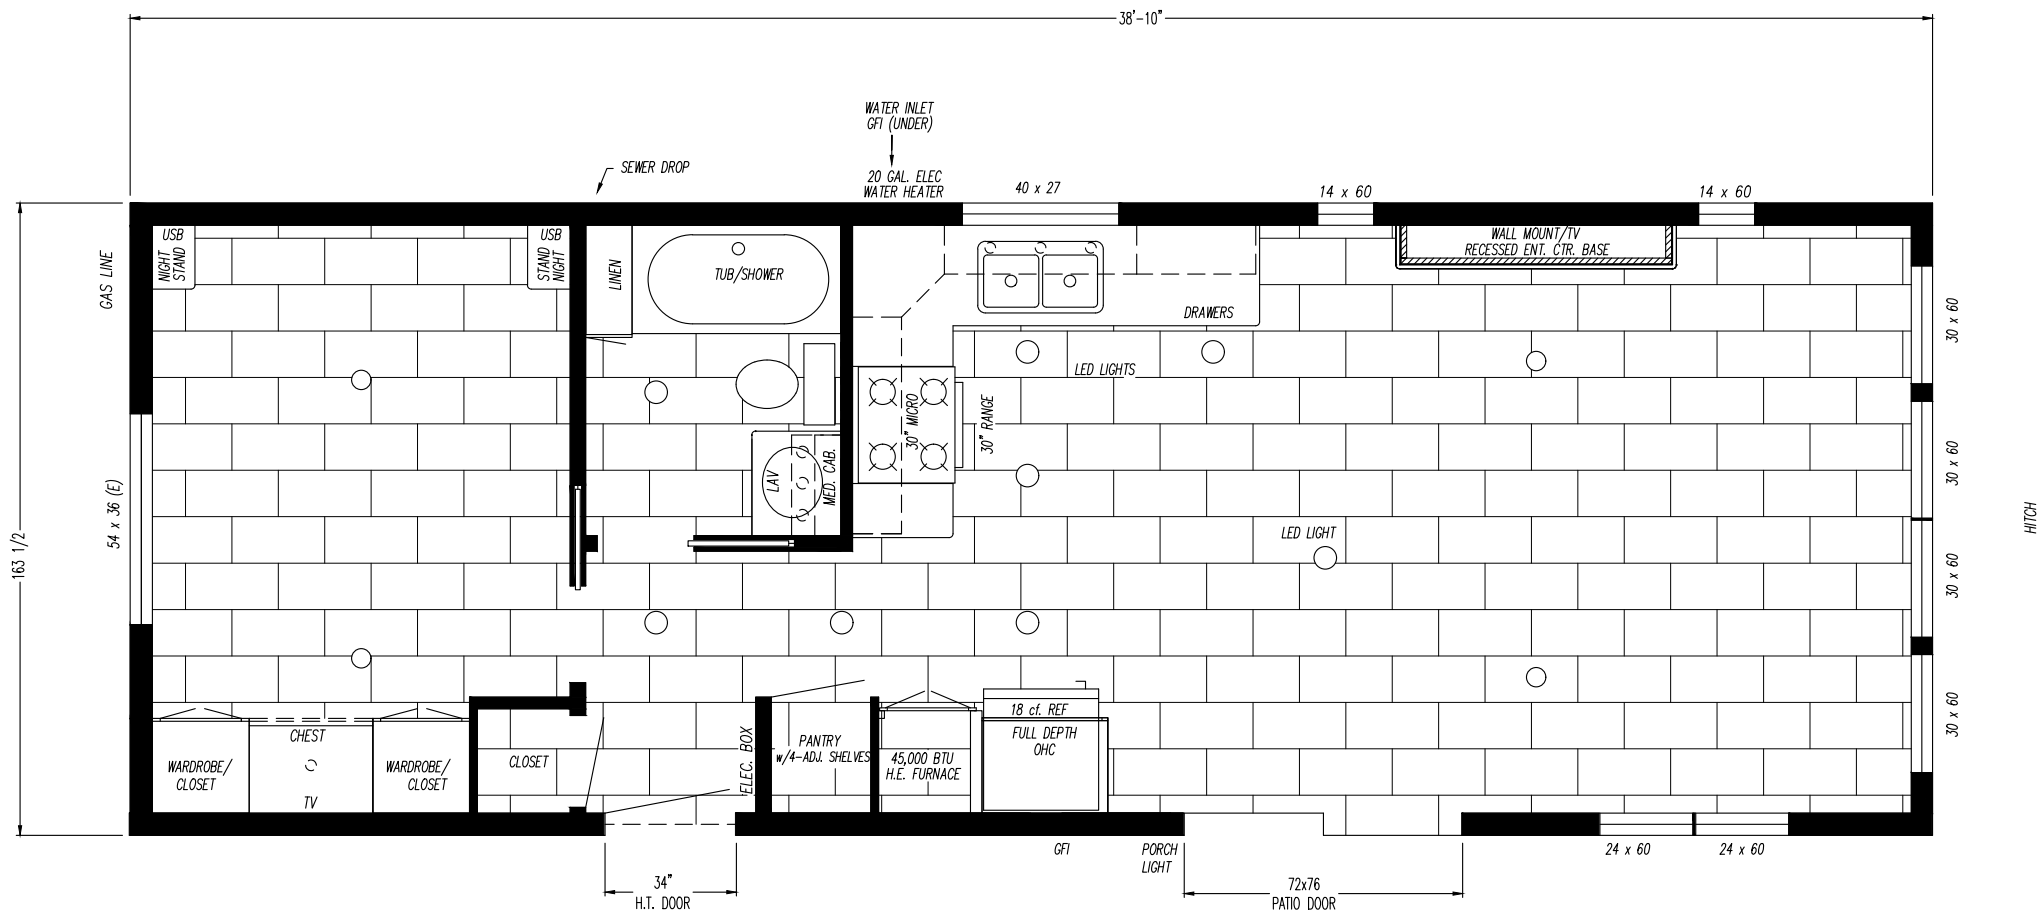 38'-10"
WATER INLET
GFI (UNDER)
SEWER DROP
20 GAL. ELEC
WATER HEATER
40 x 27
14 x 60
14 x 60
USB
NIGHT
STAND
USB
STAND
NIGHT
LINEN
TUB/SHOWER
WALL MOUNT/TV
RECESSED ENT. CTR. BASE
GAS LINE
DRAWERS
30 x 60
LED LIGHTS
30" MICRO
30" RANGE
LAV
MED. CAB.
30 x 60
54 x 36 (E)
163 1/2
LED LIGHT
HITCH
30 x 60
30 x 60
18 cf. REF
FULL DEPTH
OHC
CHEST
WARDROBE/
CLOSET
TV
WARDROBE/
CLOSET
CLOSET
ELEC. BOX
PANTRY
w/4-ADJ. SHELVES
45,000 BTU
H.E. FURNACE
GFI
PORCH
LIGHT
24 x 60
24 x 60
34"
H.T. DOOR
72x76
PATIO DOOR